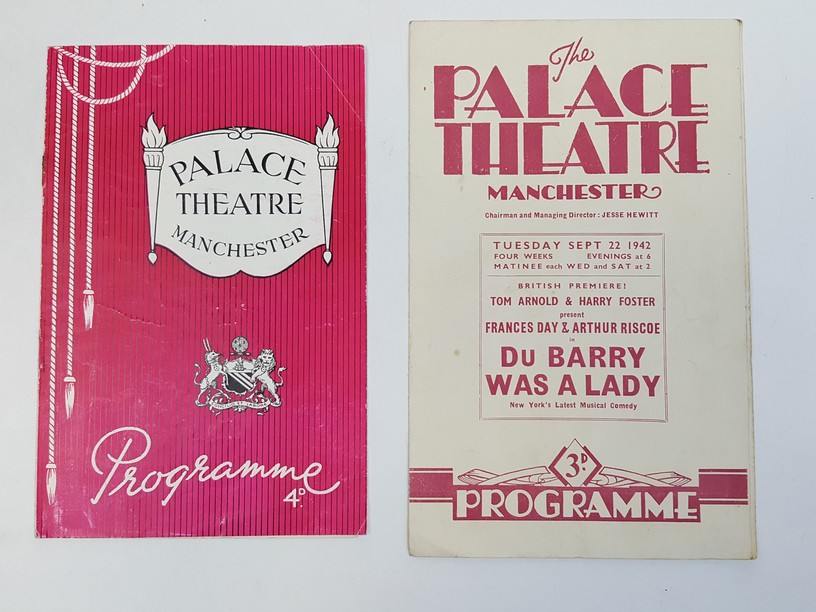 PALACE
THEATRE
MANCHESTER
Programme
4D.
The
PALACE
THEATRE
MANCHESTER
Chairman and Managing Director: JESSE HEWITT
TUESDAY SEPT 22 1942
FOUR WEEKS EVENINGS at 6
MATINEE each WED and SAT at 2
BRITISH PREMIERE!
TOM ARNOLD & HARRY FOSTER
present
FRANCES DAY & ARTHUR RISCOE
in
DU BARRY
WAS A LADY
New York's Latest Musical Comedy
3D.
PROGRAMME